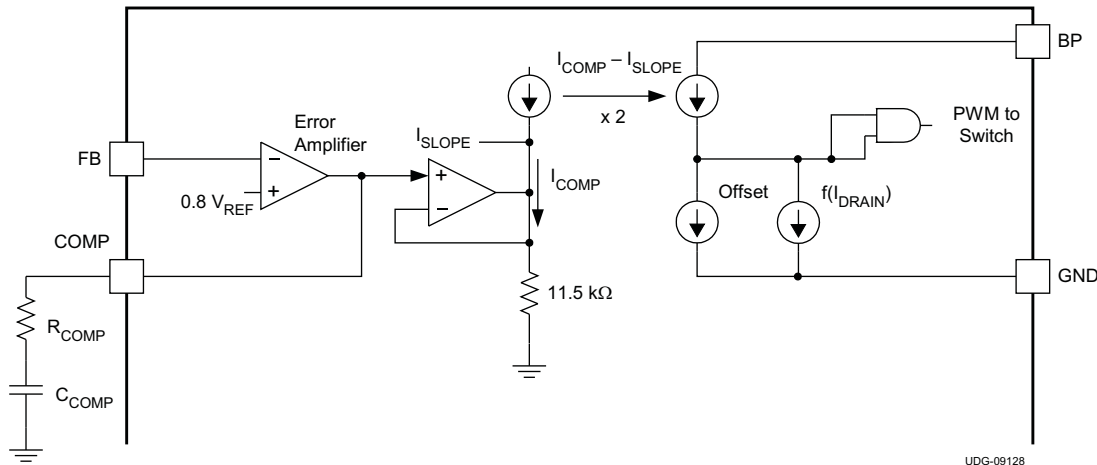 BP
I_COMP – I_SLOPE
x 2
PWM to
Switch
Error
Amplifier
I_SLOPE
FB
–
+
0.8 V_REF
+
–
I_COMP
Offset
f(I_DRAIN)
COMP
GND
11.5 kΩ
R_COMP
C_COMP
UDG-09128